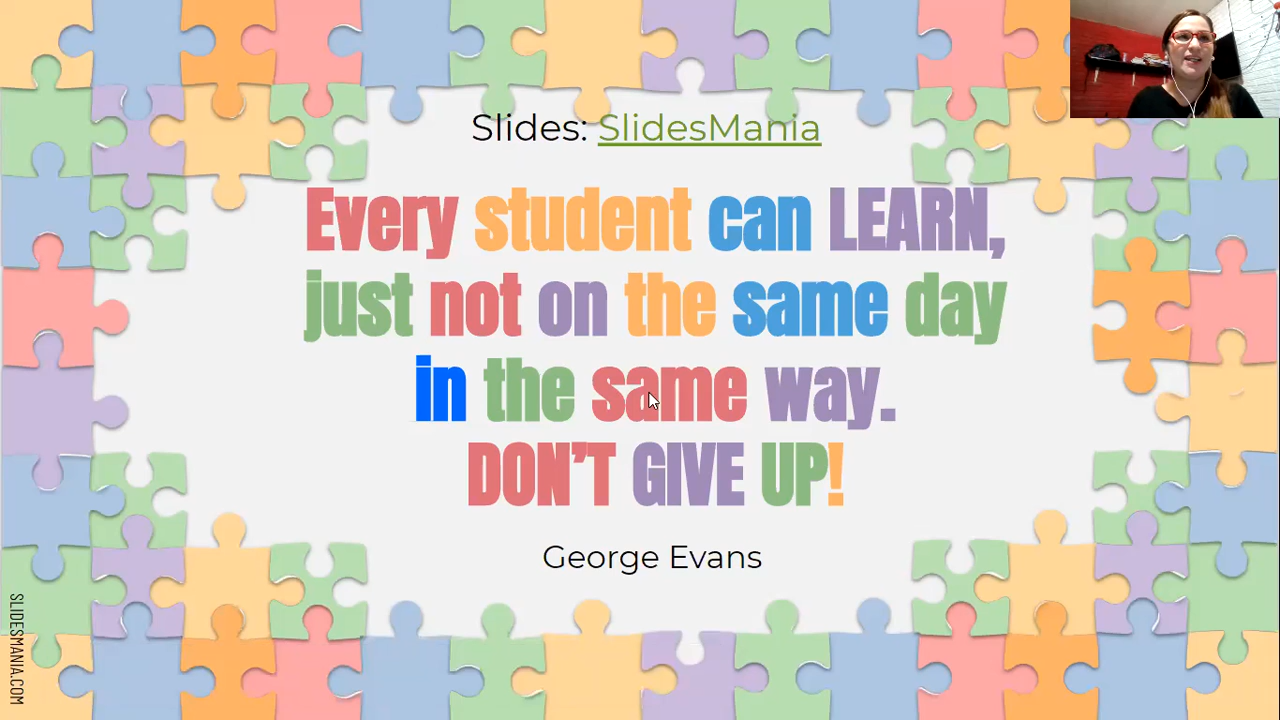 Slides: SlidesMania
Every student can LEARN,
just not on the same day
in the same way.
DON’T GIVE UP!
George Evans
SLIDESMANIA.COM